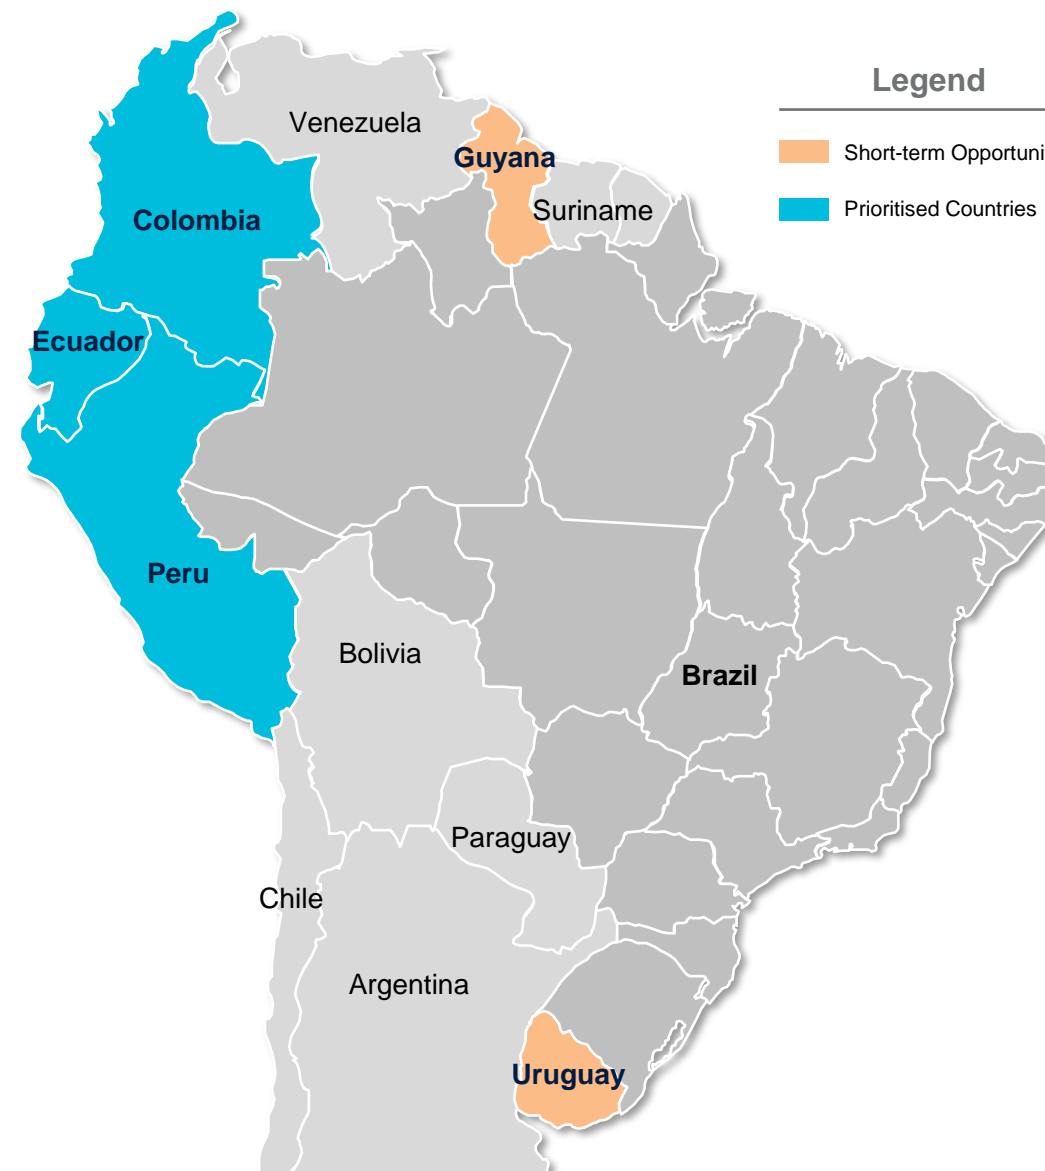 Legend
Venezuela
Short-term Opportuni
Guyana
Prioritised Countries
Suriname
Colombia
Ecuador
Peru
Bolivia
Brazil
Paraguay
Chile
Argentina
Uruguay